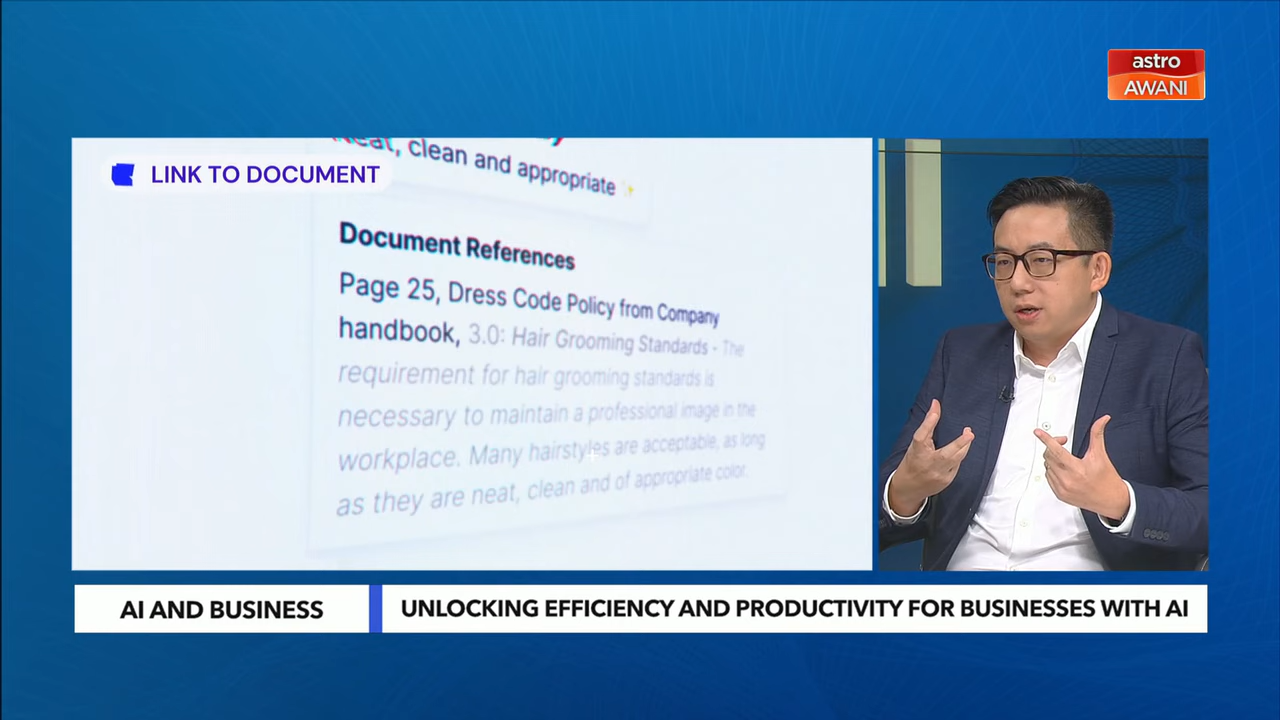 astro
AWANI
LINK TO DOCUMENT
Neat, clean and appropriate
Document References
Page 25, Dress Code Policy from Company
handbook, 3.0: Hair Grooming Standards - The
requirement for hair grooming standards is
necessary to maintain a professional image in the
workplace. Many hairstyles are acceptable, as long
as they are neat, clean and of appropriate color.
AI AND BUSINESS
UNLOCKING EFFICIENCY AND PRODUCTIVITY FOR BUSINESSES WITH AI